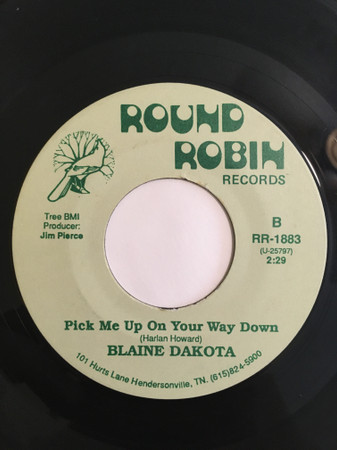 ROUND
ROBIN
RECORDS
Tree BMI
Producer:
Jim Pierce
B
RR-1883
(U-25797)
2:29
Pick Me Up On Your Way Down
(Harlan Howard)
BLAINE DAKOTA
101 Hurts Lane Hendersonville, TN. (615)824-5900